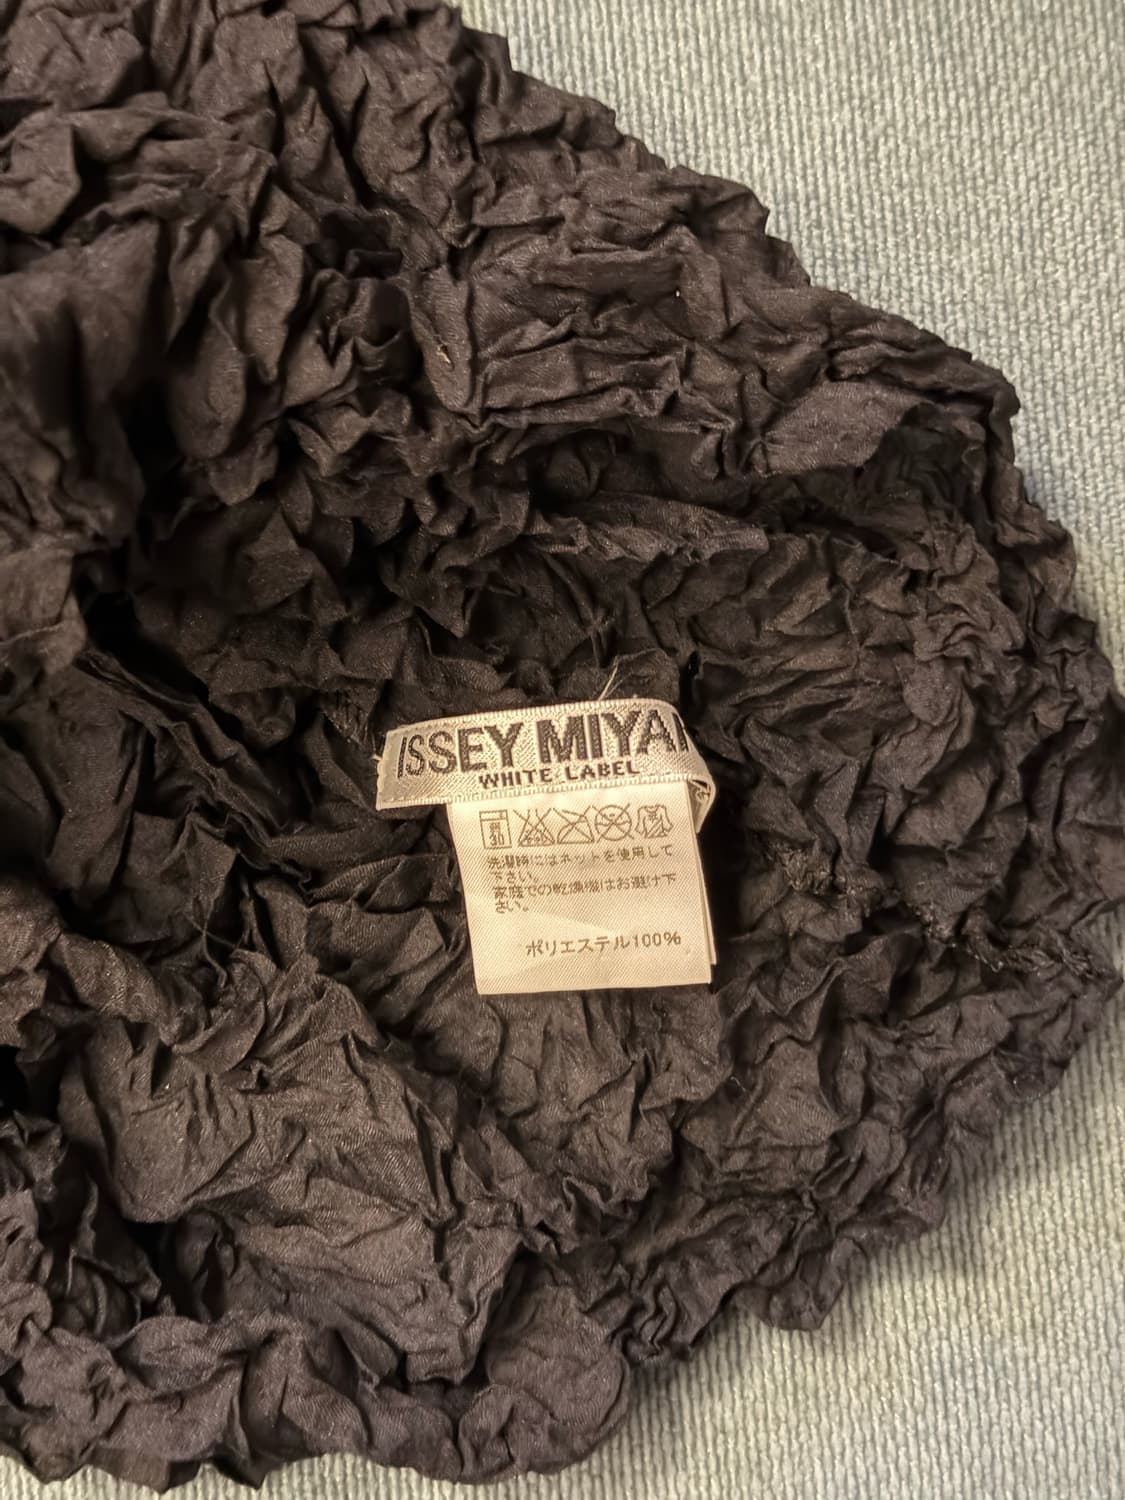 ISSEY MIYA
WHITE LABEL
洗濯時にはネットを使用して
下さい。
家庭での乾燥機はお避け下
さい。
ポリエステル100%